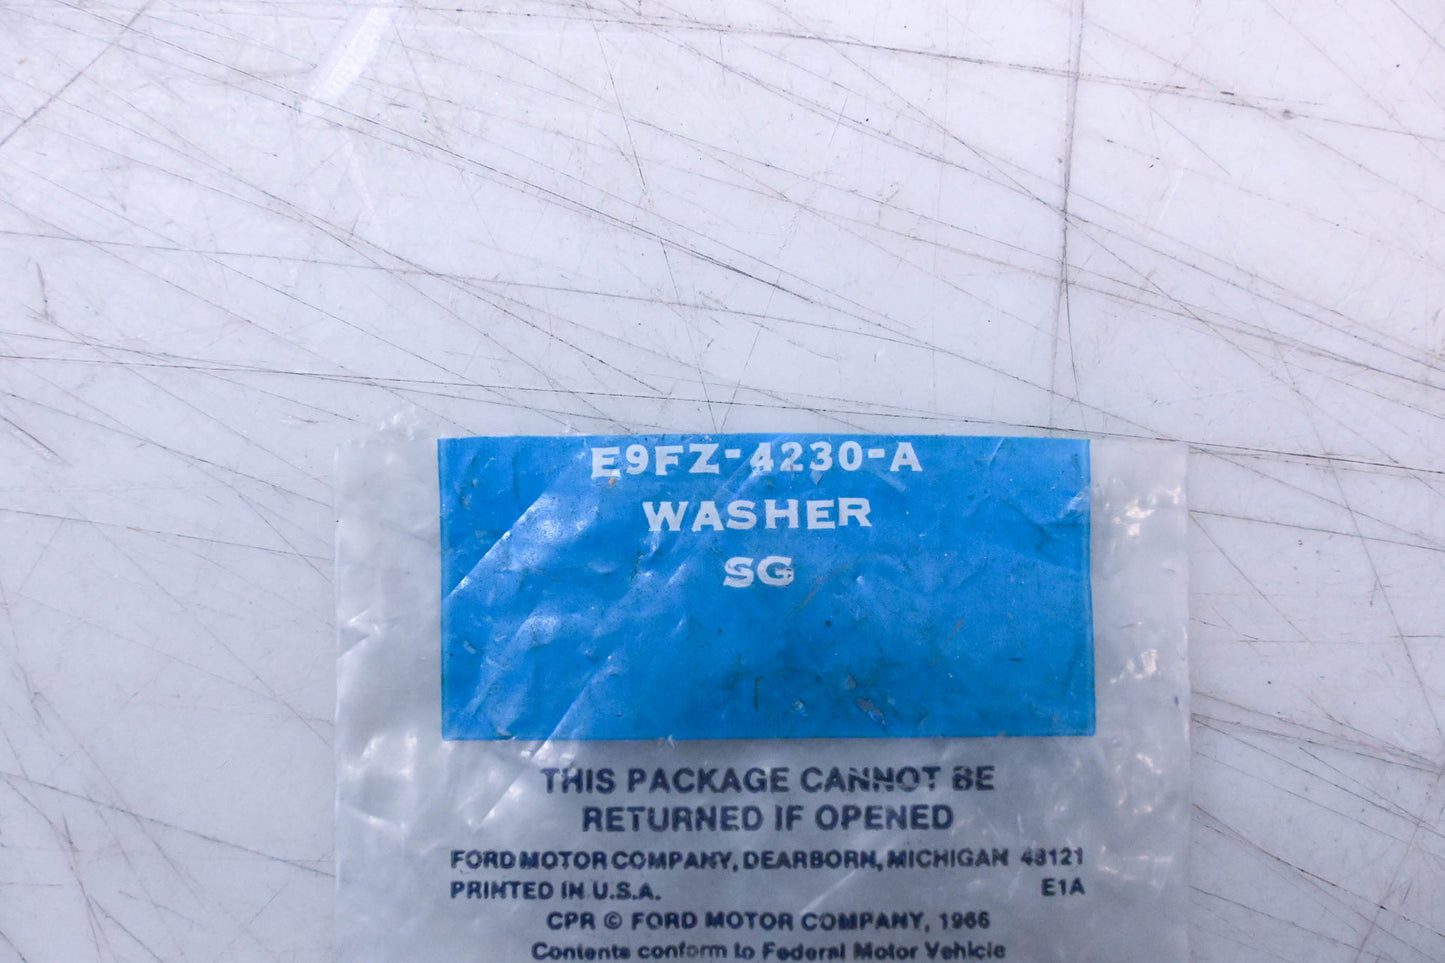 E9FZ-4230-A
WASHER
SG
THIS PACKAGE CANNOT BE
RETURNED IF OPENED
FORD MOTOR COMPANY, DEARBORN, MICHIGAN 48121
PRINTED IN U.S.A. E1A
CPR © FORD MOTOR COMPANY, 1966
Contents conform to Federal Motor Vehicle